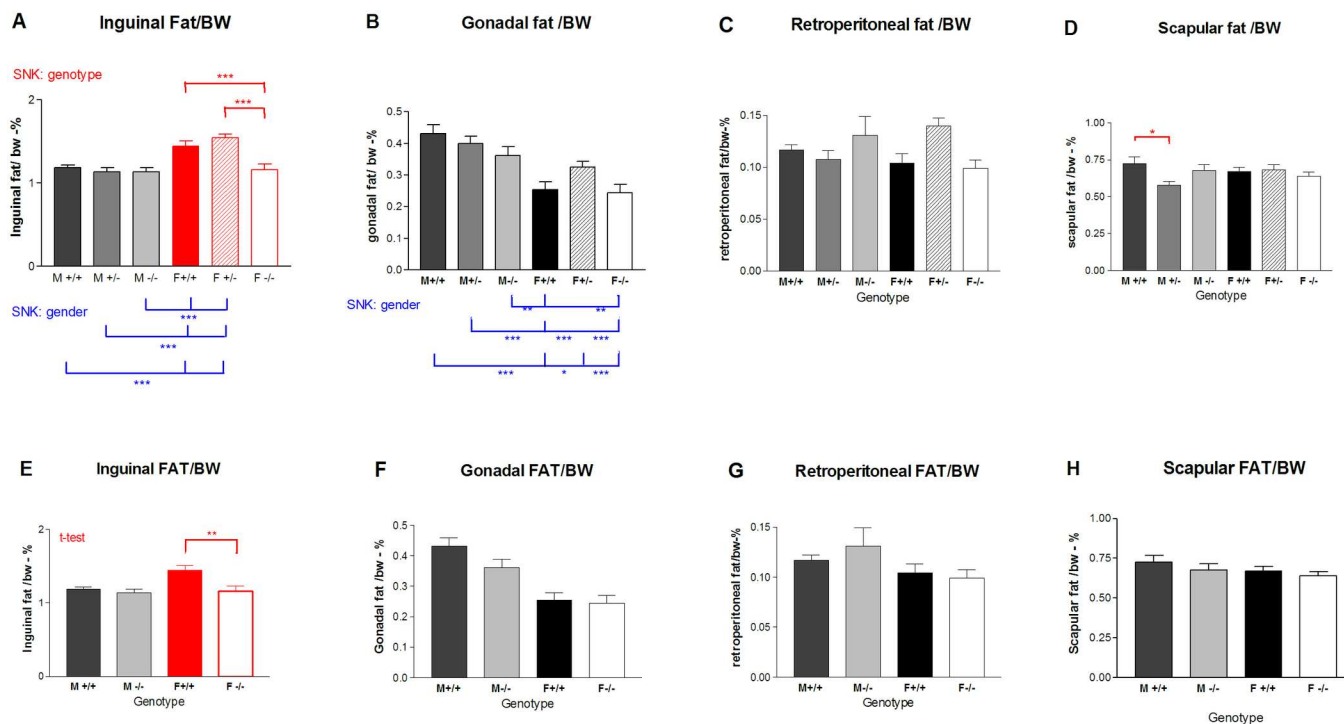 A
Inguinal Fat/BW
SNK: genotype
***
***
Inguinal fat/ bw -%
2
1
0
M +/+ M +/- M -/- F+/+ F +/- F -/-
SNK: gender
***
***
***
B
Gonadal fat /BW
gonadal fat/ bw -%
0.5
0.4
0.3
0.2
0.1
0.0
M+/+ M+/- M-/- F+/+ F+/- F-/-
SNK: gender
** **
*** *** ***
*** * ***
C
Retroperitoneal fat /BW
retroperitoneal fat/bw-%
0.15
0.10
0.05
0.00
M+/+ M+/- M-/- F+/+ F+/- F-/-
Genotype
D
Scapular fat /BW
*
scapular fat /bw - %
1.00
0.75
0.50
0.25
0.00
M +/+ M +/- M -/- F +/+ F+/- F -/-
Genotype
E
Inguinal FAT/BW
t-test
**
Inguinal fat /bw - %
2
1
0
M +/+ M -/- F+/+ F -/-
Genotype
F
Gonadal FAT/BW
Gonadal fat /bw - %
0.5
0.4
0.3
0.2
0.1
0.0
M+/+ M-/- F+/+ F-/-
Genotype
G
Retroperitoneal FAT/BW
retroperitoneal fat/bw-%
0.15
0.10
0.05
0.00
M+/+ M-/- F+/+ F-/-
Genotype
H
Scapular FAT/BW
Scapular fat /bw - %
1.00
0.75
0.50
0.25
0.00
M +/+ M -/- F +/+ F -/-
Genotype